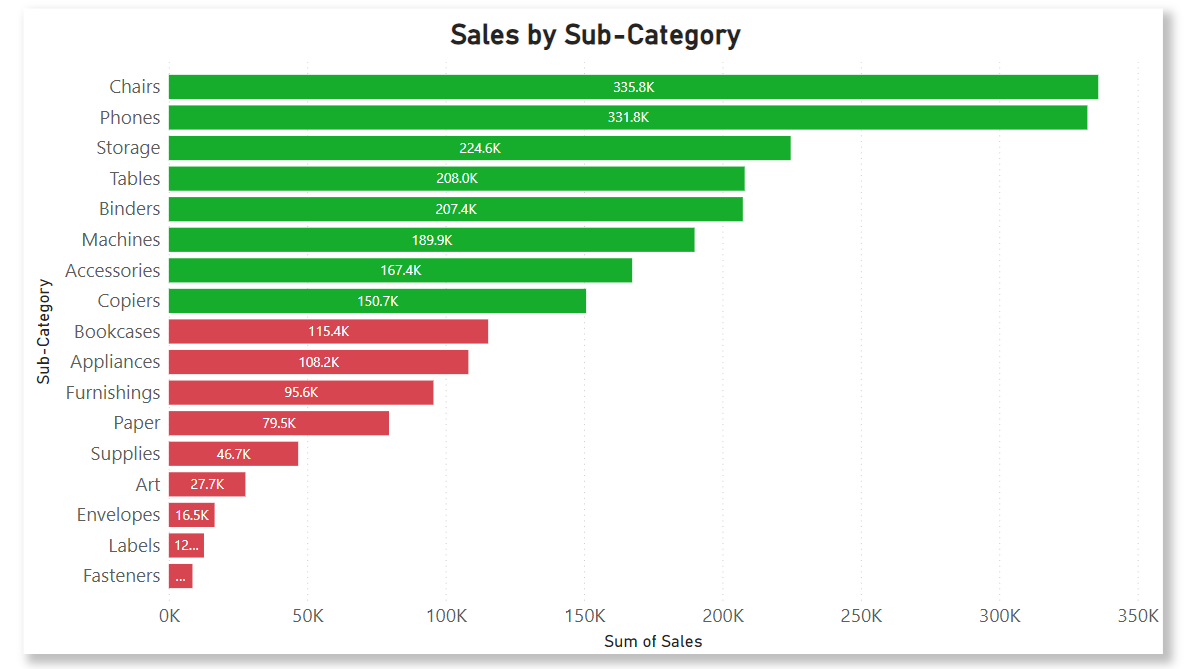 Sales by Sub-Category
Chairs 335.8K
Phones 331.8K
Storage 224.6K
Tables 208.0K
Binders 207.4K
Machines 189.9K
Accessories 167.4K
Copiers 150.7K
Bookcases 115.4K
Appliances 108.2K
Furnishings 95.6K
Paper 79.5K
Supplies 46.7K
Art 27.7K
Envelopes 16.5K
Labels 12...
Fasteners ...
Sub-Category
0K 50K 100K 150K 200K 250K 300K 350K
Sum of Sales